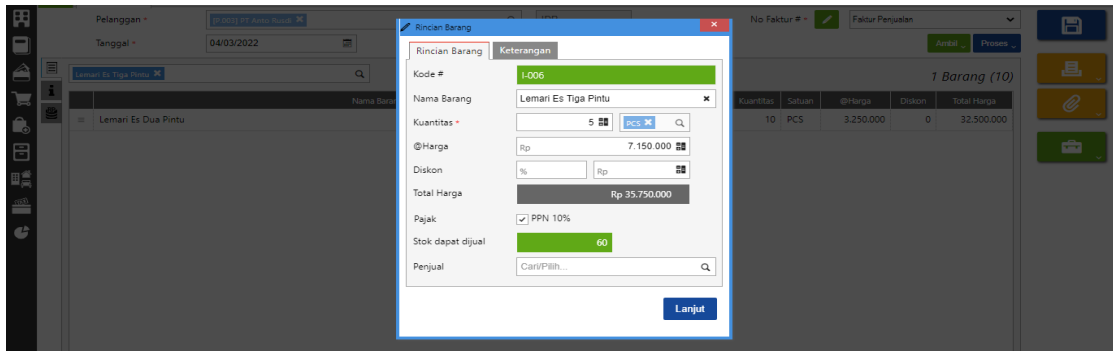 Pelanggan *
No Faktur # *
Faktur Penjualan
Tanggal *
04/03/2022
Ambil
Proses
Lemari Es Tiga Pintu
1 Barang (10)
Nama Barang
Kuantitas
Satuan
@Harga
Diskon
Total Harga
Lemari Es Dua Pintu
10
PCS
3.250.000
0
32.500.000
Rincian Barang
Rincian Barang
Keterangan
Kode #
I-006
Nama Barang
Lemari Es Tiga Pintu
Kuantitas *
5
PCS
@Harga
Rp
7.150.000
Diskon
%
Rp
Total Harga
Rp 35.750.000
Pajak
PPN 10%
Stok dapat dijual
60
Penjual
Cari/Pilih...
Lanjut